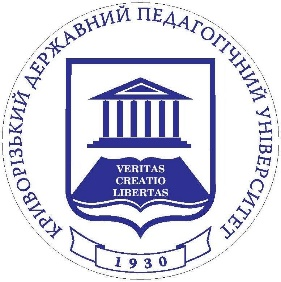 КРИВОРІЗЬКИЙ ДЕРЖАВНИЙ ПЕДАГОГІЧНИЙ УНІВЕРСИТЕТ
VERITAS
CREATIO
LIBERTAS
1930